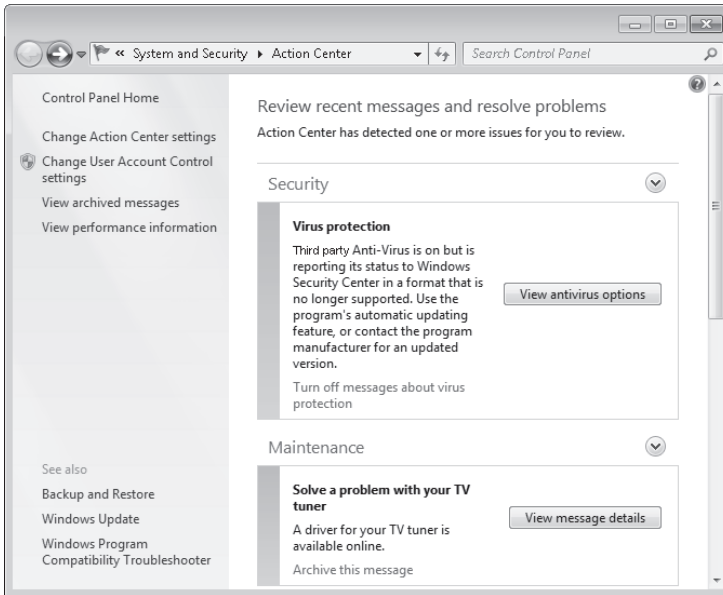 « System and Security ▸ Action Center
Search Control Panel
Control Panel Home
Change Action Center settings
Change User Account Control
settings
View archived messages
View performance information
See also
Backup and Restore
Windows Update
Windows Program
Compatibility Troubleshooter
Review recent messages and resolve problems
Action Center has detected one or more issues for you to review.
Security
Virus protection
Third party Anti-Virus is on but is
reporting its status to Windows
Security Center in a format that is
no longer supported. Use the
program's automatic updating
feature, or contact the program
manufacturer for an updated
version.
View antivirus options
Turn off messages about virus
protection
Maintenance
Solve a problem with your TV
tuner
A driver for your TV tuner is
available online.
View message details
Archive this message